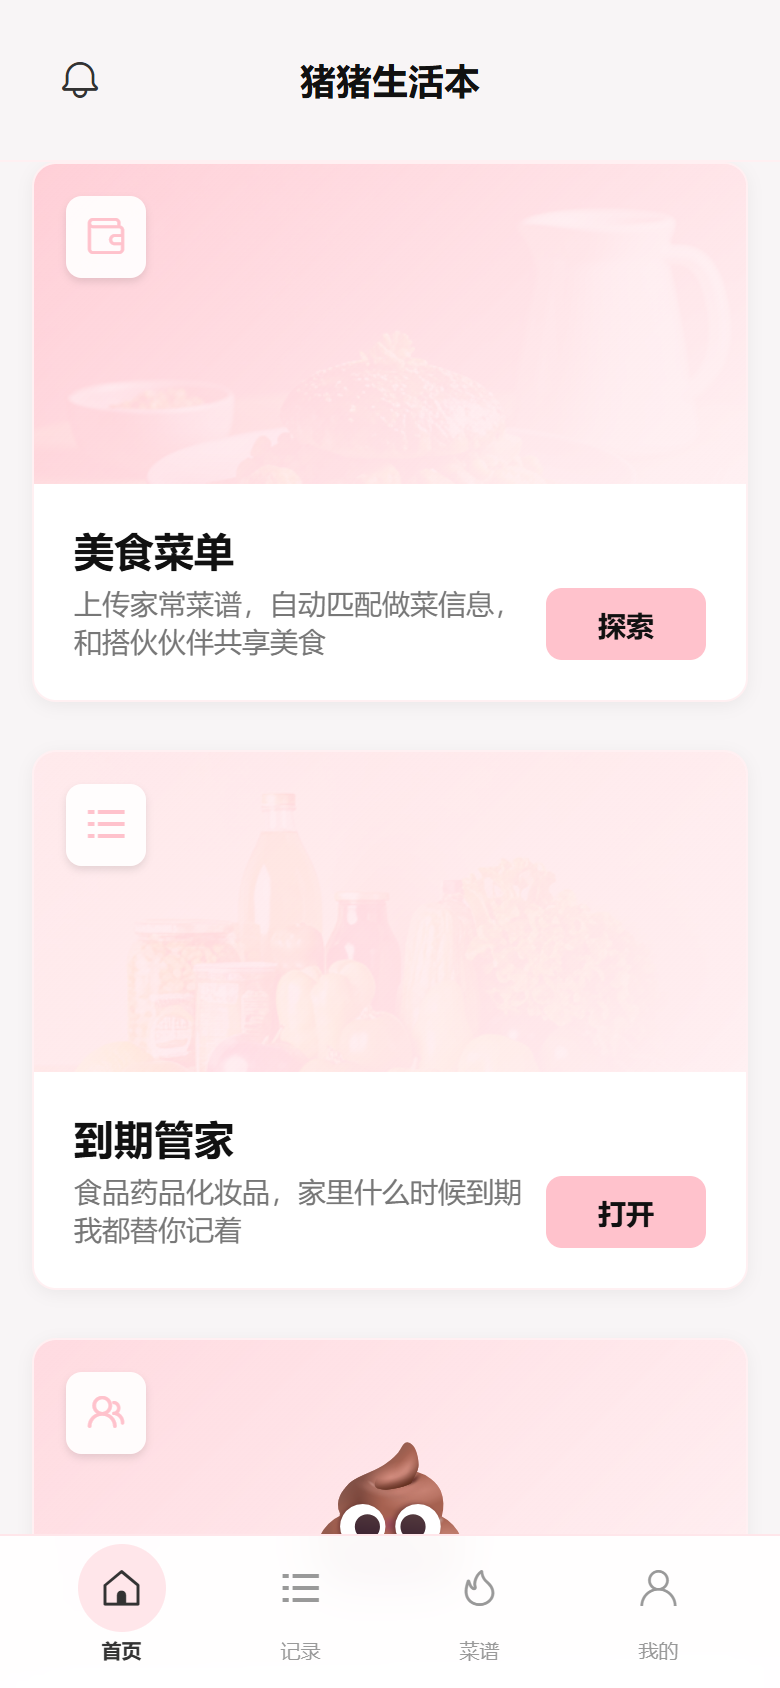 猪猪生活本
美食菜单
上传家常菜谱，自动匹配做菜信息，
和搭伙伙伴共享美食
探索
到期管家
食品药品化妆品，家里什么时候到期
我都替你记着
打开
首页
记录
菜谱
我的